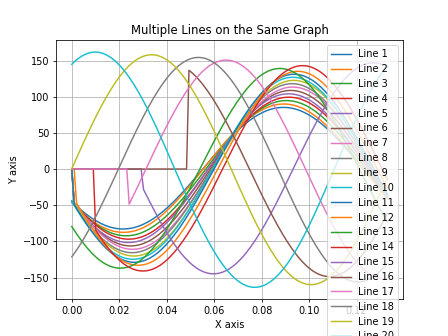 Multiple Lines on the Same Graph
Y axis
150
100
50
0
−50
−100
−150
0.00
0.02
0.04
0.06
0.08
0.10
X axis
Line 1
Line 2
Line 3
Line 4
Line 5
Line 6
Line 7
Line 8
Line 9
Line 10
Line 11
Line 12
Line 13
Line 14
Line 15
Line 16
Line 17
Line 18
Line 19
Line 20